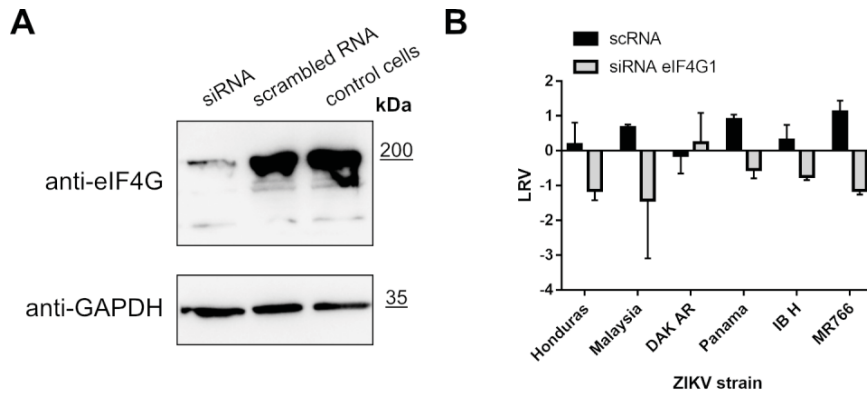 A
siRNA
scrambled RNA
control cells
kDa
anti-eIF4G
200
anti-GAPDH
35
B
scRNA
siRNA eIF4G1
LRV
2
1
0
-1
-2
-3
-4
Honduras
Malaysia
DAK AR
Panama
IB H
MR766
ZIKV strain